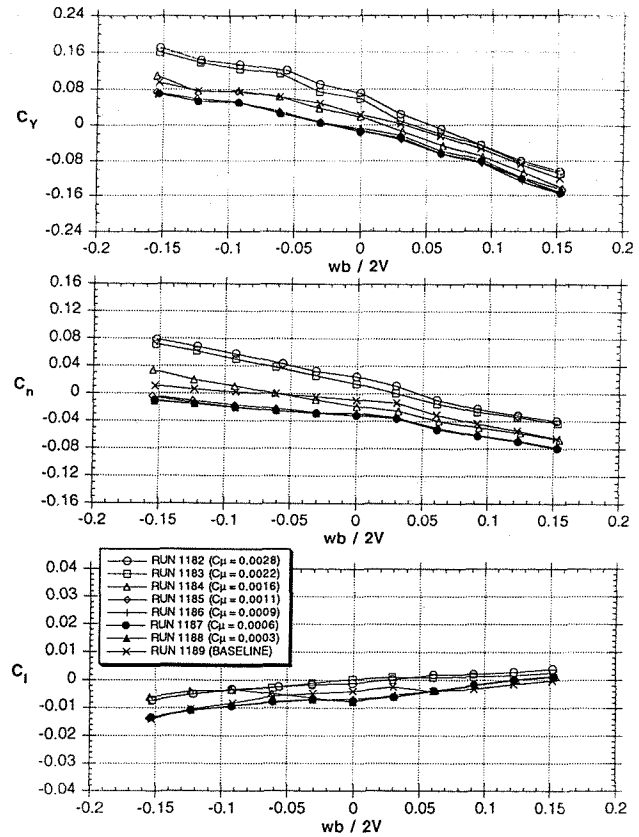 0.24
0.16
0.08
0
-0.08
-0.16
-0.24
C_Y
-0.2 -0.15 -0.1 -0.05 0 0.05 0.1 0.15 0.2
wb / 2V
0.16
0.12
0.08
0.04
0
-0.04
-0.08
-0.12
-0.16
C_n
-0.2 -0.15 -0.1 -0.05 0 0.05 0.1 0.15 0.2
wb / 2V
RUN 1182 (Cμ = 0.0028)
RUN 1183 (Cμ = 0.0022)
RUN 1184 (Cμ = 0.0016)
RUN 1185 (Cμ = 0.0011)
RUN 1186 (Cμ = 0.0009)
RUN 1187 (Cμ = 0.0006)
RUN 1188 (Cμ = 0.0003)
RUN 1189 (BASELINE)
0.04
0.03
0.02
0.01
0
-0.01
-0.02
-0.03
-0.04
C_l
-0.2 -0.15 -0.1 -0.05 0 0.05 0.1 0.15 0.2
wb / 2V